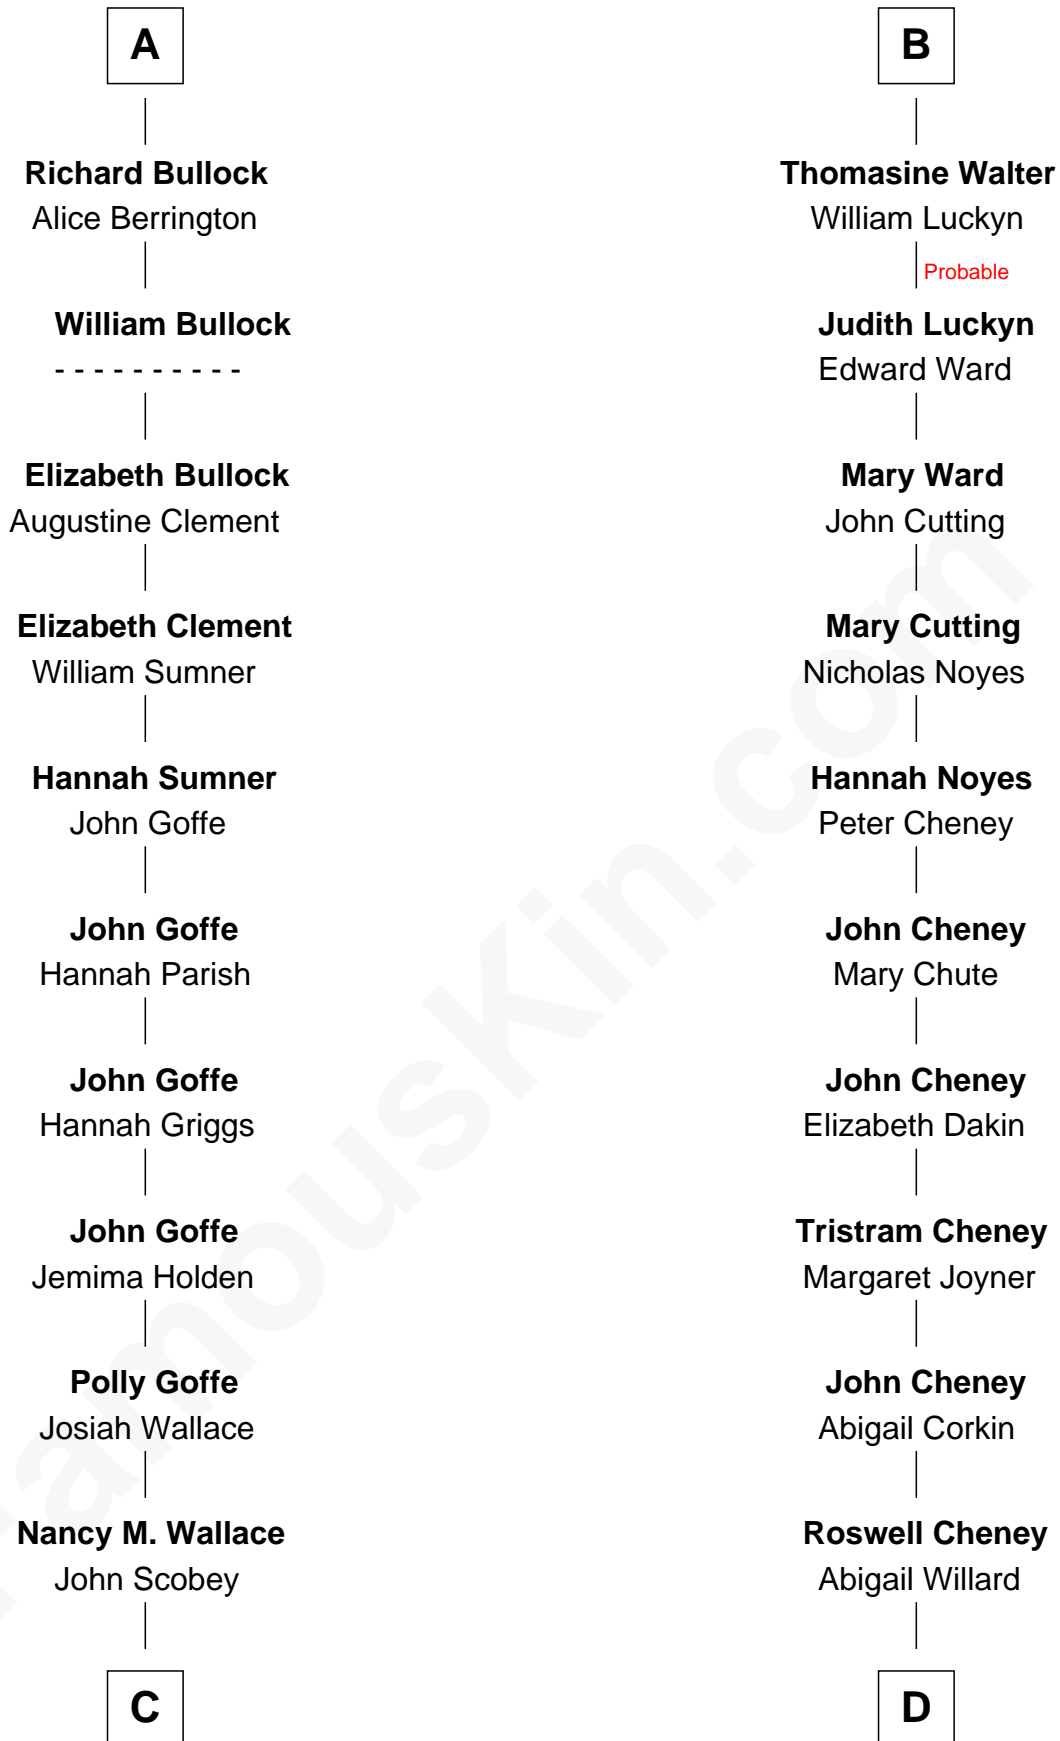 A
Richard Bullock
Alice Berrington
William Bullock
- - - - - - - - - -
Elizabeth Bullock
Augustine Clement
Elizabeth Clement
William Sumner
Hannah Sumner
John Goffe
John Goffe
Hannah Parish
John Goffe
Hannah Griggs
John Goffe
Jemima Holden
Polly Goffe
Josiah Wallace
Nancy M. Wallace
John Scobey
C
B
Thomasine Walter
William Luckyn
Probable
Judith Luckyn
Edward Ward
Mary Ward
John Cutting
Mary Cutting
Nicholas Noyes
Hannah Noyes
Peter Cheney
John Cheney
Mary Chute
John Cheney
Elizabeth Dakin
Tristram Cheney
Margaret Joyner
John Cheney
Abigail Corkin
Roswell Cheney
Abigail Willard
D
FamousKin.com